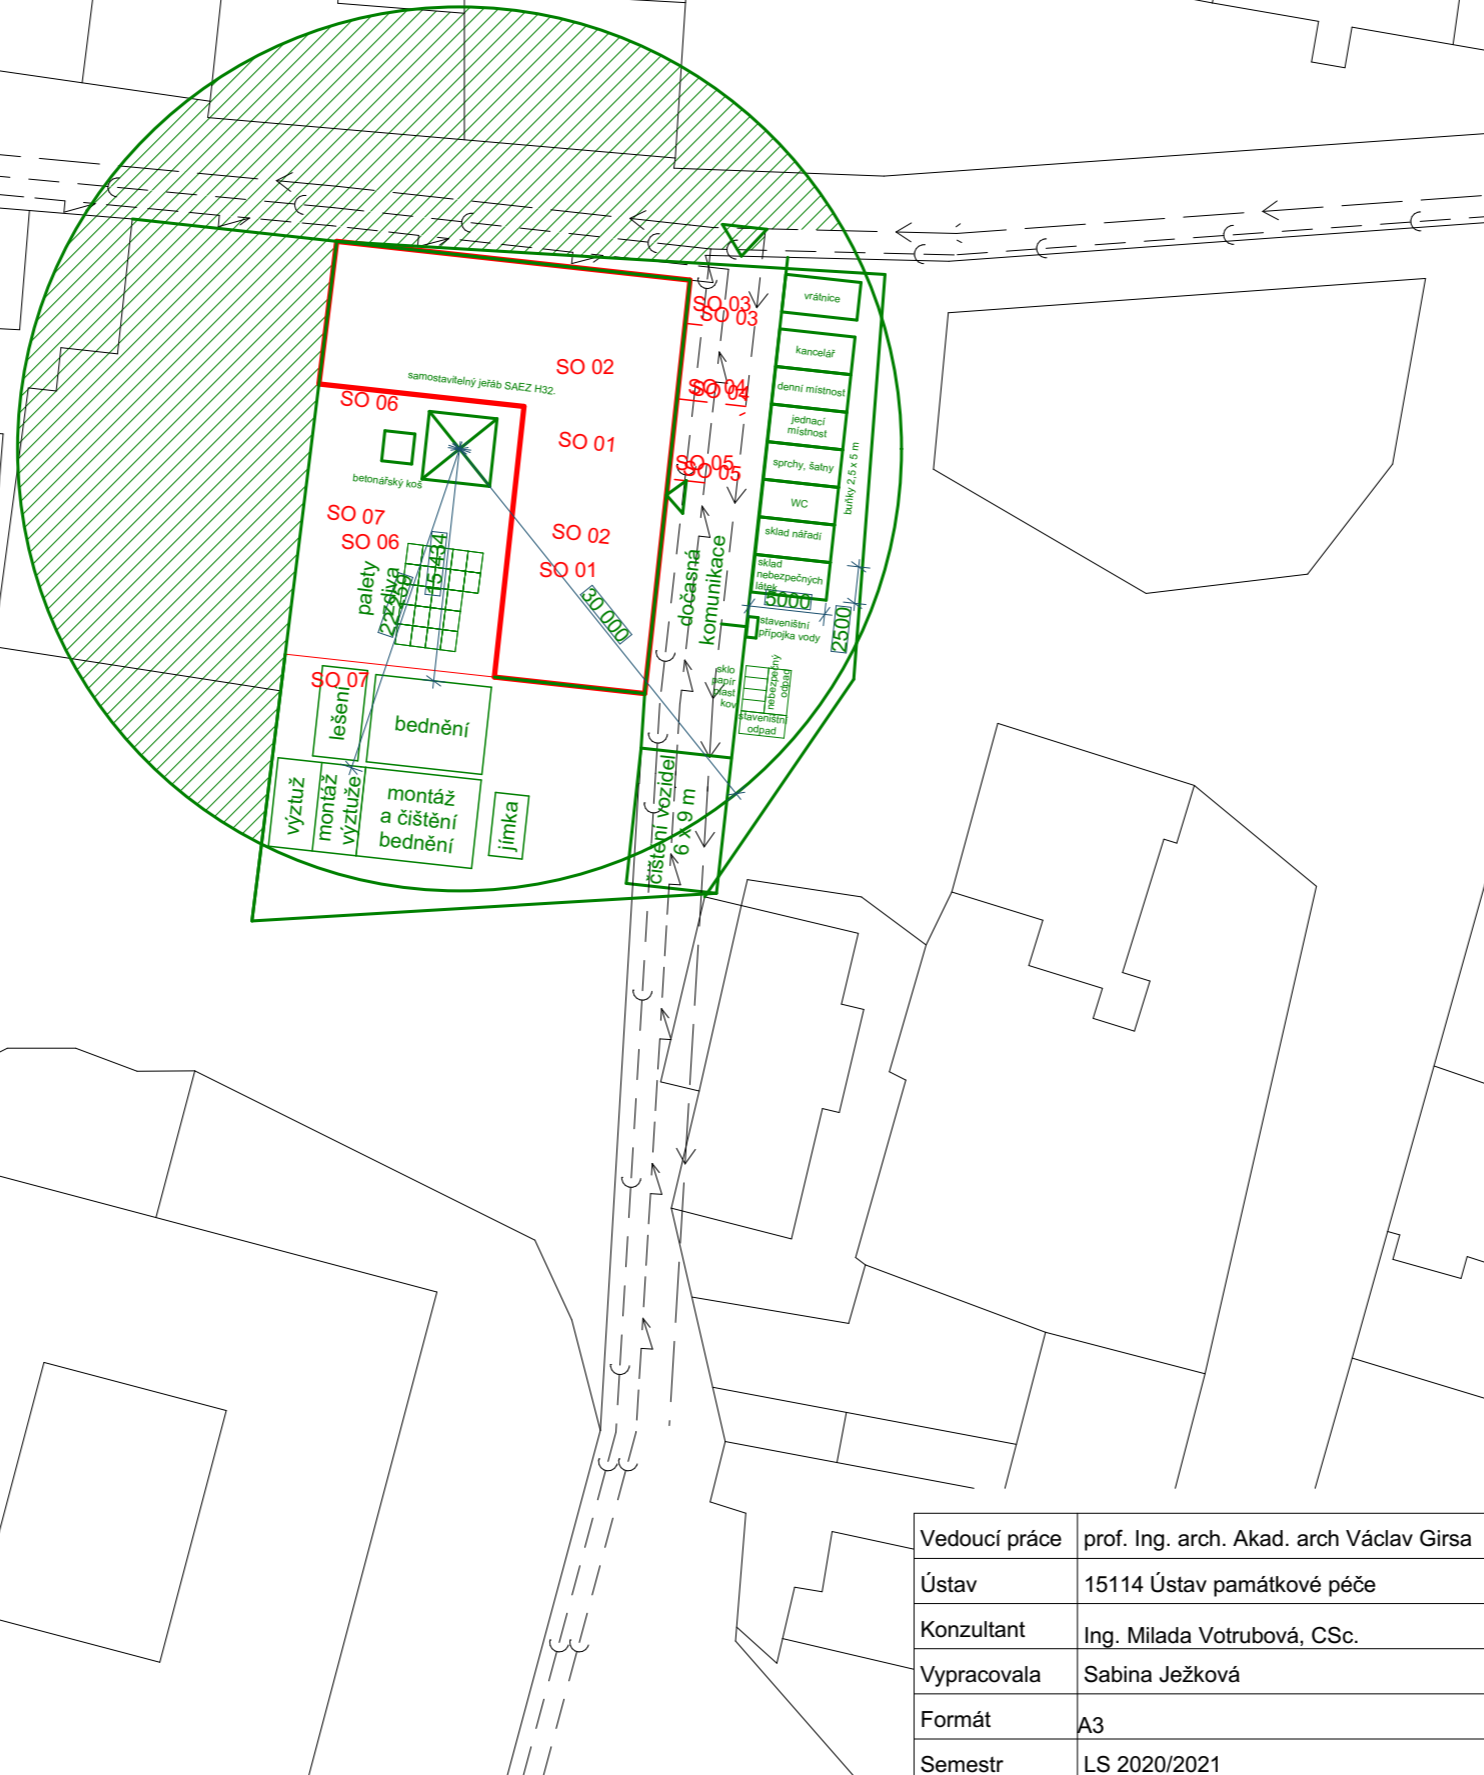 vrátnice
SO 03
SO 03
kancelář
SO 02
samostavitelný jeřáb SAEZ H32.
SO 04
SO 04
denní místnost
SO 06
jednací
místnost
SO 01
SO 05
SO 05
sprchy, šatny
betonářský koš
buňky 2,5 x 5 m
WC
SO 07
SO 06
SO 02
sklad nářadí
SO 01
palety
zdiva
15 434
30 000
dočasná
komunikace
sklad
nebezpečných
látek
5000
2500
staveništní
přípojka vody
sklo
papír
plast
kov
nebezpečný
odpad
staveništní
odpad
SO 07
lešení
bednění
výztuž
montáž
výztuže
montáž
a čištění
bednění
jímka
čištění vozidel
6 x 9 m
Vedoucí práce prof. Ing. arch. Akad. arch Václav Girsa
Ústav 15114 Ústav památkové péče
Konzultant Ing. Milada Votrubová, CSc.
Vypracovala Sabina Ježková
Formát A3
Semestr LS 2020/2021